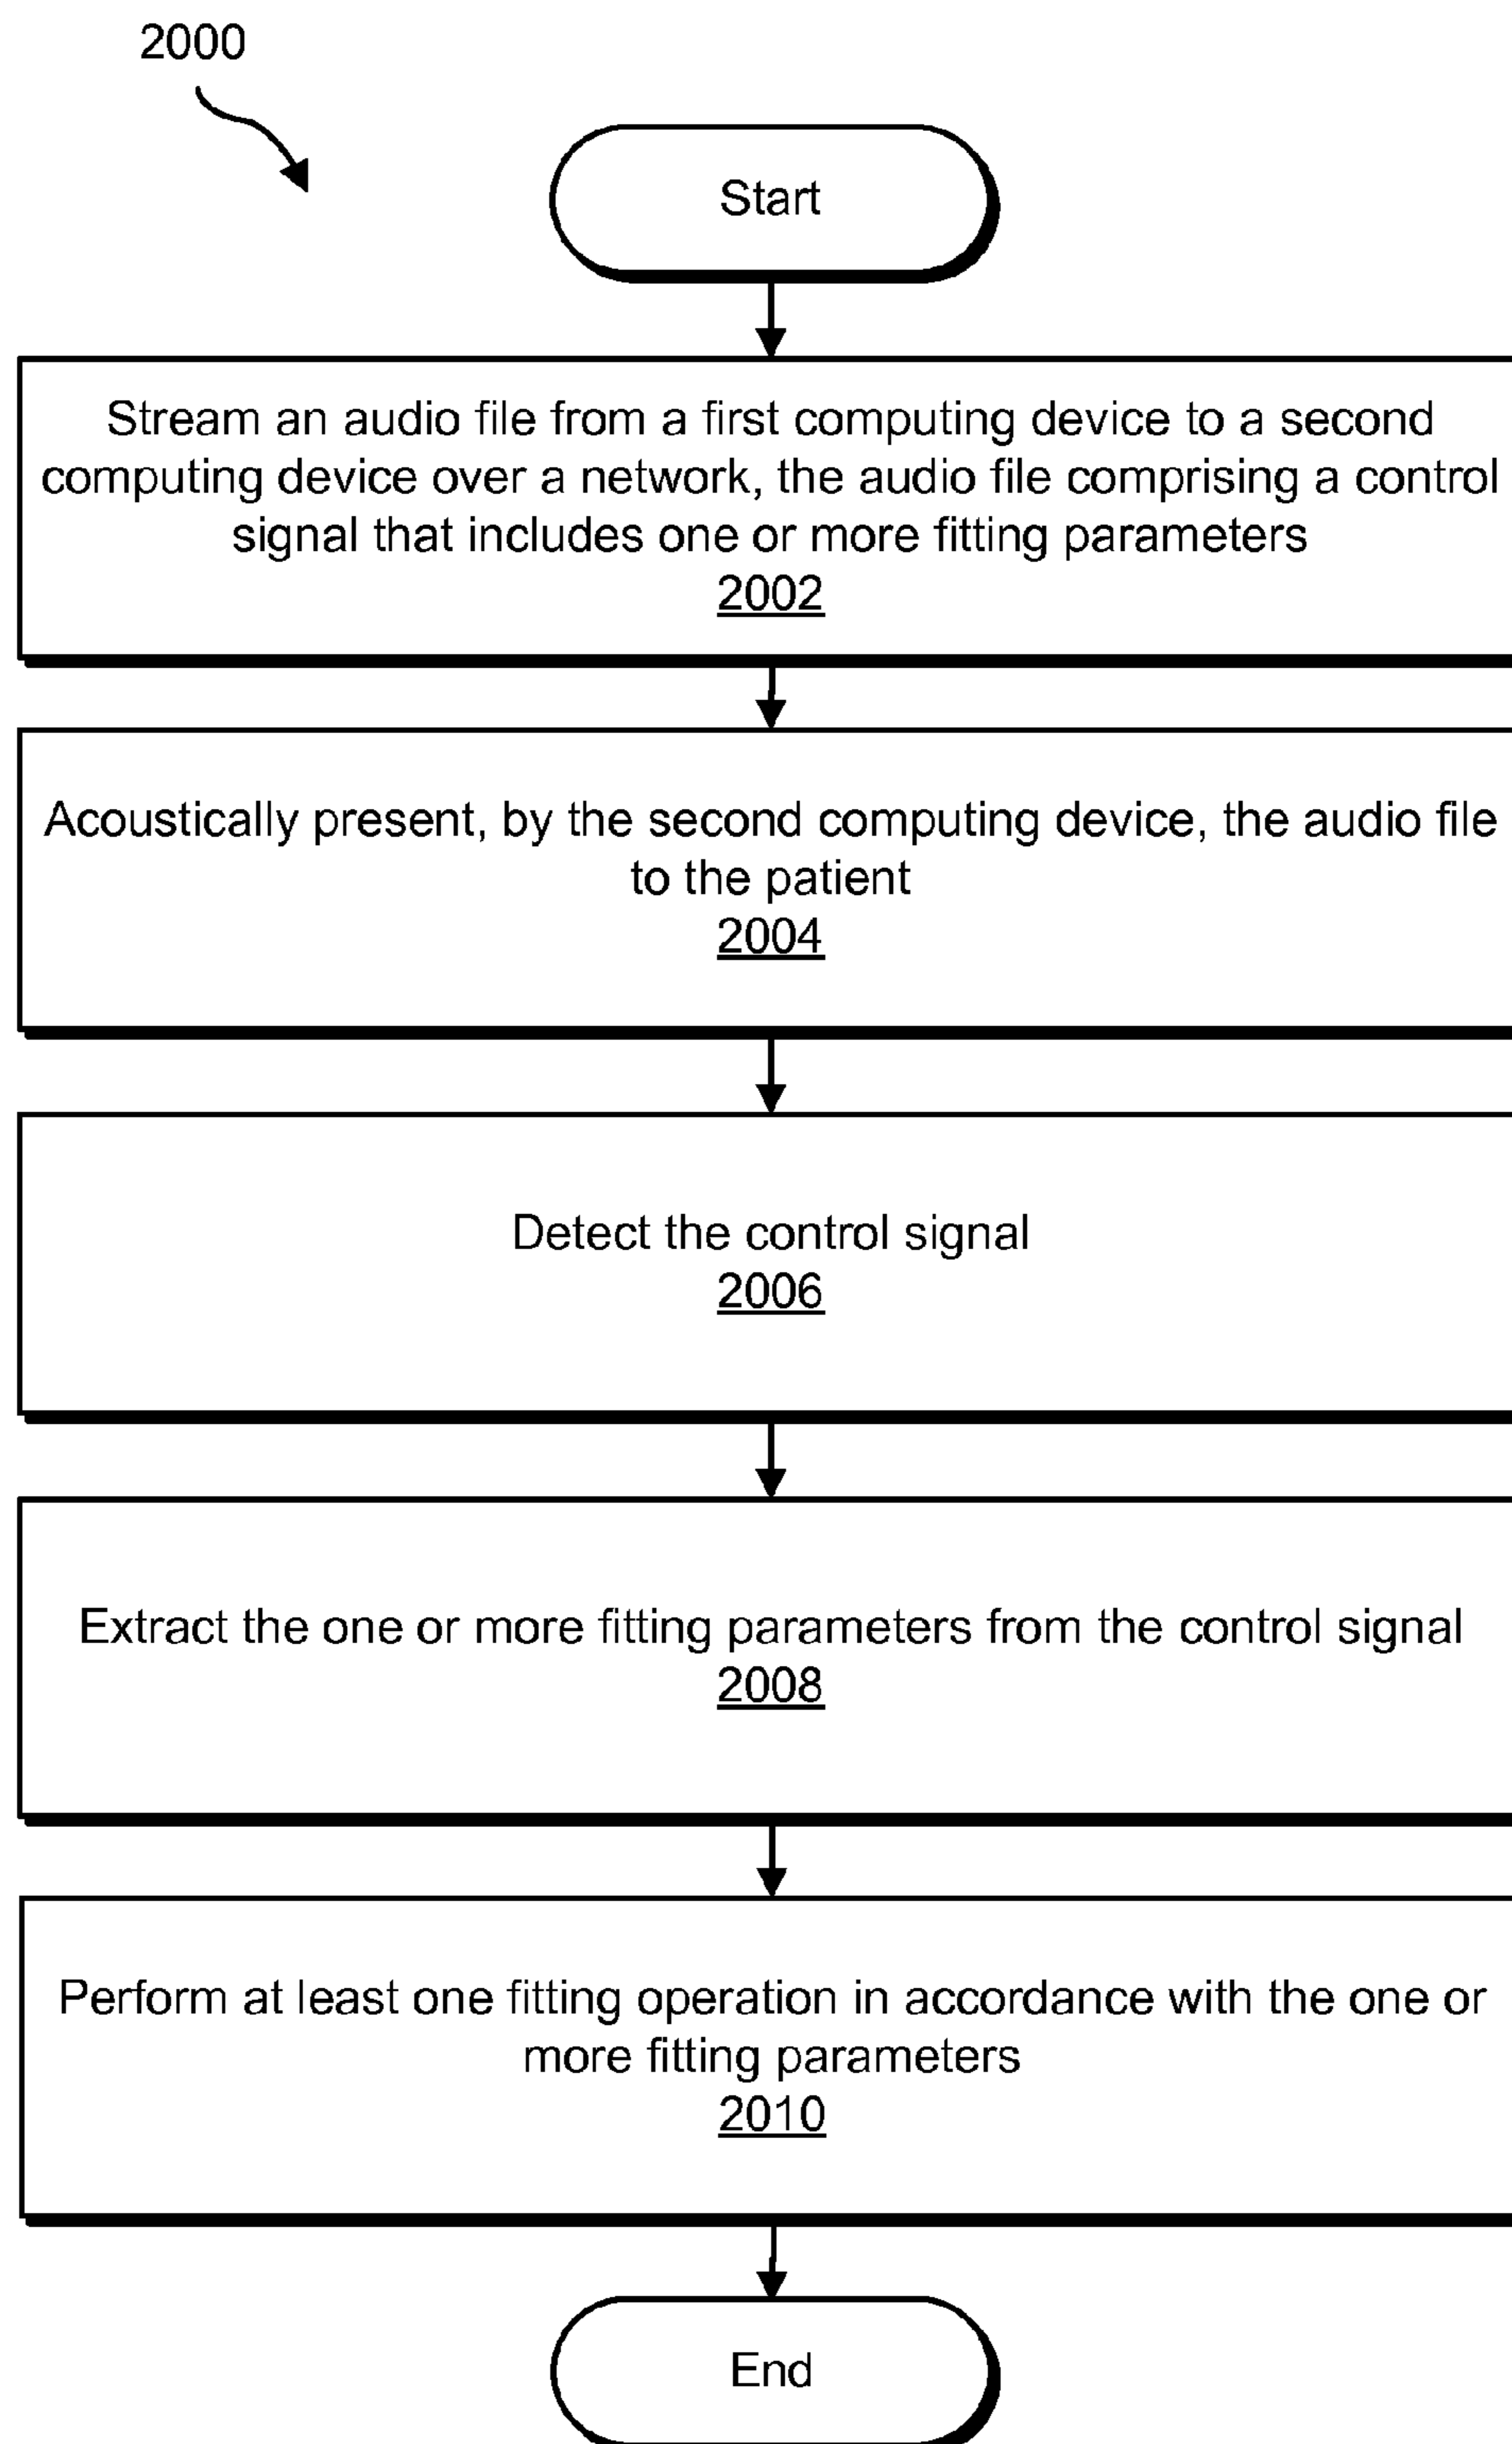 2000
Start
Stream an audio file from a first computing device to a second
computing device over a network, the audio file comprising a control
signal that includes one or more fitting parameters
2002
Acoustically present, by the second computing device, the audio file
to the patient
2004
Detect the control signal
2006
Extract the one or more fitting parameters from the control signal
2008
Perform at least one fitting operation in accordance with the one or
more fitting parameters
2010
End